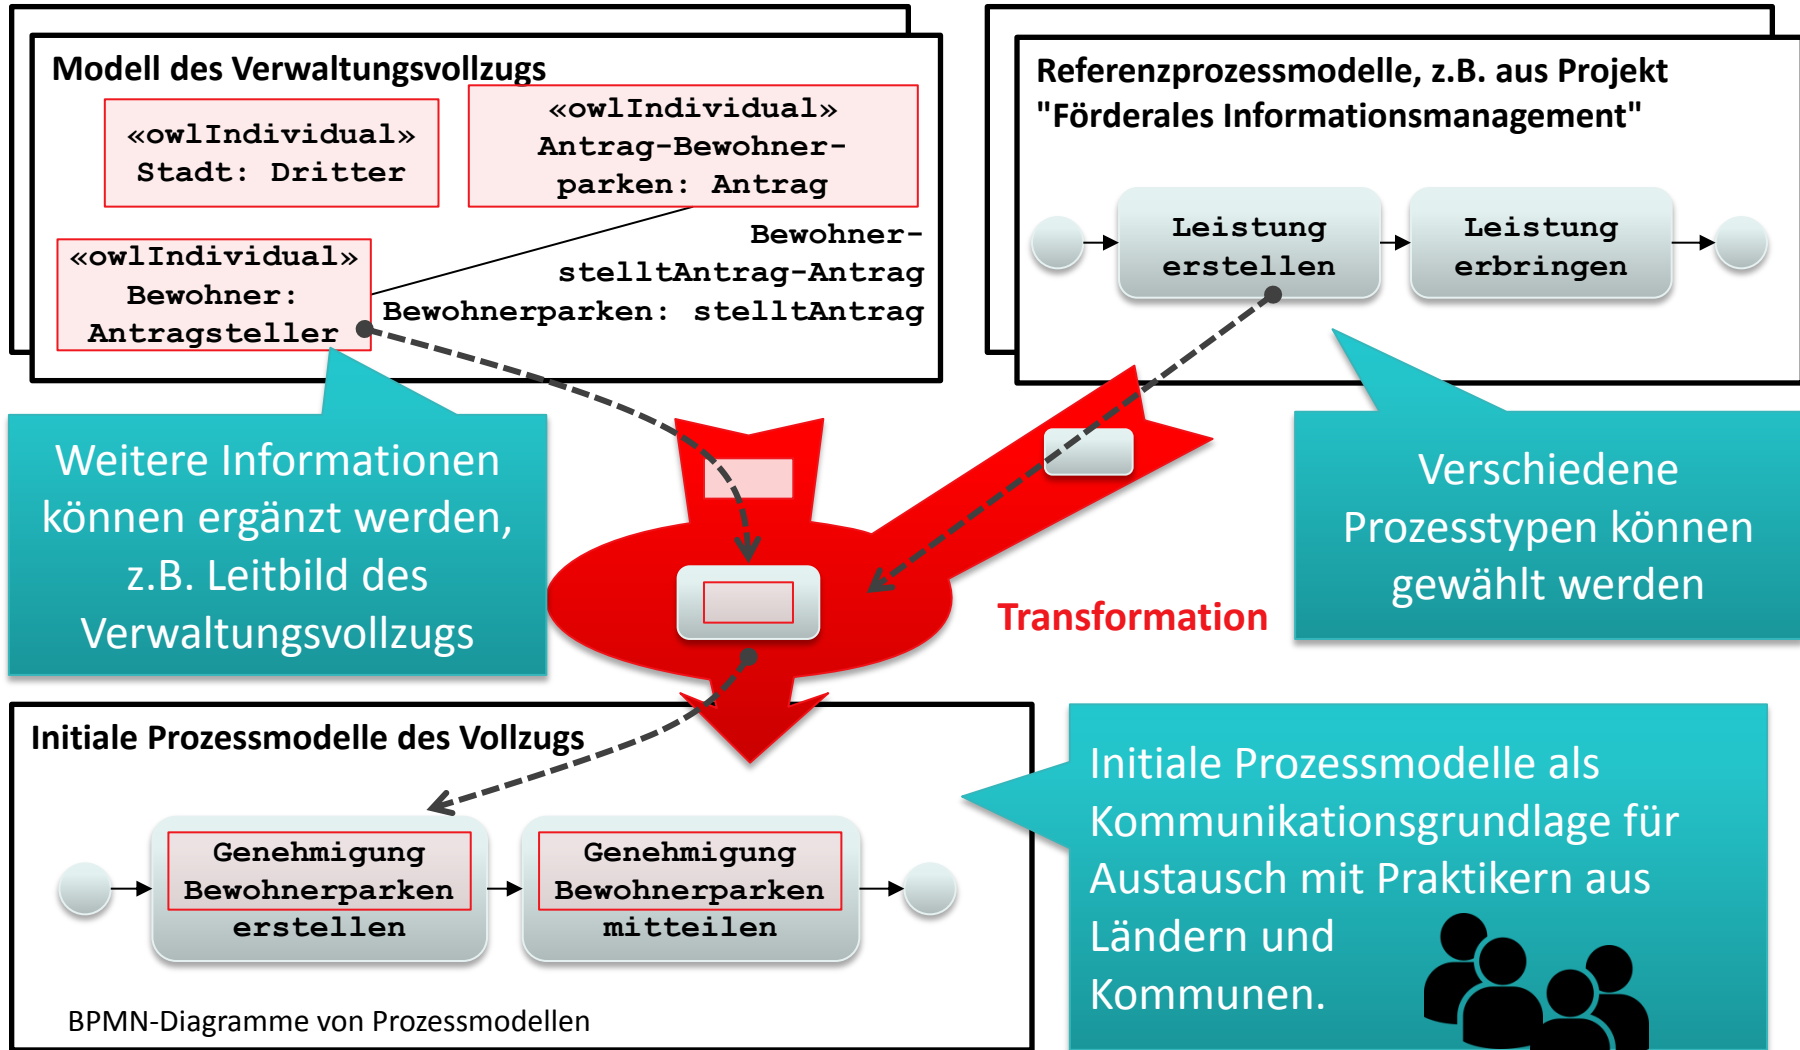 Modell des Verwaltungsvollzugs
«owlIndividual»
Stadt: Dritter
«owlIndividual»
Antrag-Bewohner-
parken: Antrag
«owlIndividual»
Bewohner:
Antragsteller
Bewohner-
stelltAntrag-Antrag
Bewohnerparken: stelltAntrag
Referenzprozessmodelle, z.B. aus Projekt
"Förderales Informationsmanagement"
Leistung
erstellen
Leistung
erbringen
Weitere Informationen
können ergänzt werden,
z.B. Leitbild des
Verwaltungsvollzugs
Verschiedene
Prozesstypen können
gewählt werden
Transformation
Initiale Prozessmodelle des Vollzugs
Genehmigung
Bewohnerparken
erstellen
Genehmigung
Bewohnerparken
mitteilen
BPMN-Diagramme von Prozessmodellen
Initiale Prozessmodelle als
Kommunikationsgrundlage für
Austausch mit Praktikern aus
Ländern und
Kommunen.